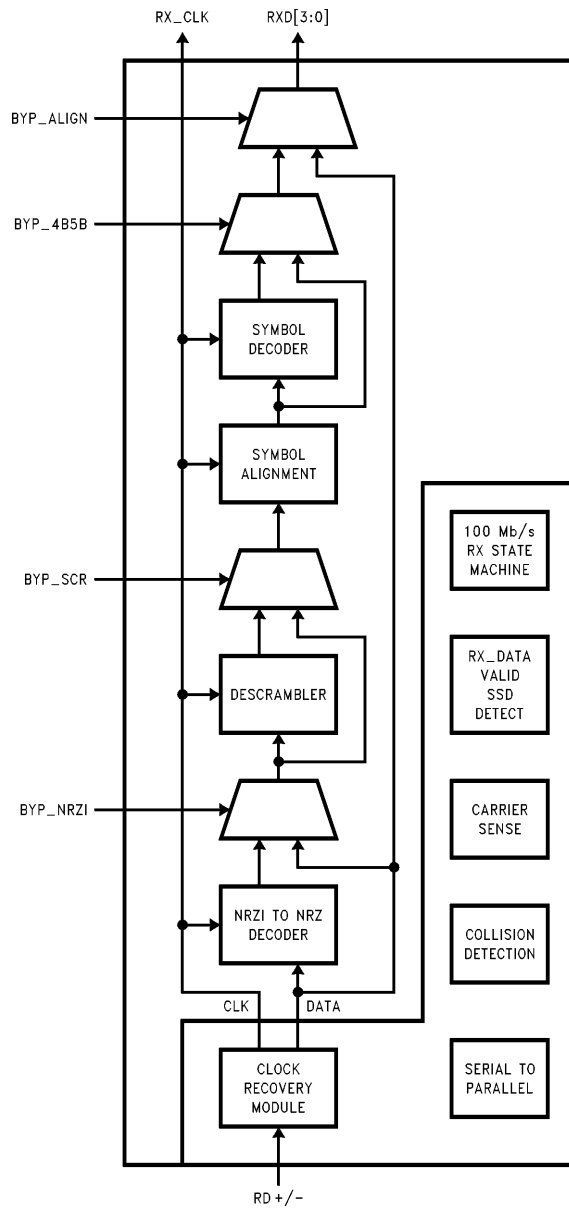 RX_CLK
RXD[3:0]
BYP_ALIGN
BYP_4B5B
SYMBOL
DECODER
SYMBOL
ALIGNMENT
100 Mb/s
RX STATE
MACHINE
BYP_SCR
RX_DATA
VALID
SSD
DETECT
DESCRAMBLER
BYP_NRZI
CARRIER
SENSE
NRZI TO NRZ
DECODER
COLLISION
DETECTION
CLK
DATA
CLOCK
RECOVERY
MODULE
SERIAL TO
PARALLEL
RD +/-